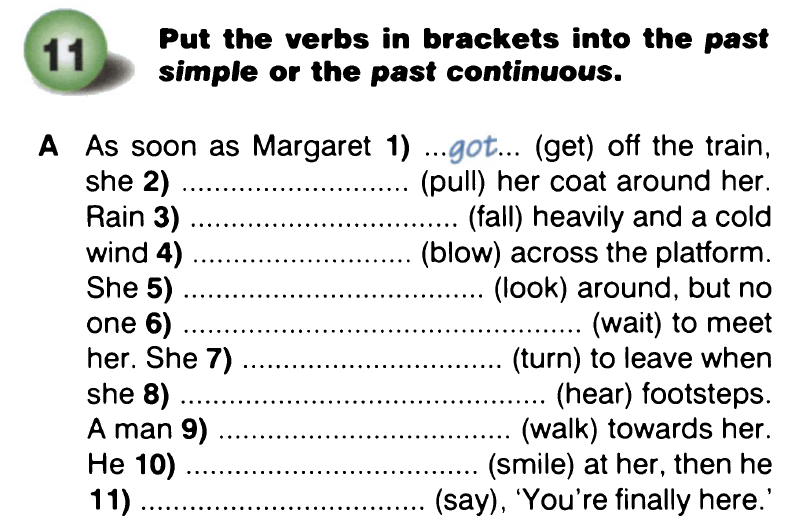 11 Put the verbs in brackets into the past
simple or the past continuous.
A As soon as Margaret 1) ...got... (get) off the train,
she 2) ............................ (pull) her coat around her.
Rain 3) ................................. (fall) heavily and a cold
wind 4) ........................... (blow) across the platform.
She 5) ..................................... (look) around, but no
one 6) ................................................. (wait) to meet
her. She 7) ................................ (turn) to leave when
she 8) ............................................. (hear) footsteps.
A man 9) .................................... (walk) towards her.
He 10) .................................... (smile) at her, then he
11) ................................... (say), 'You're finally here.'